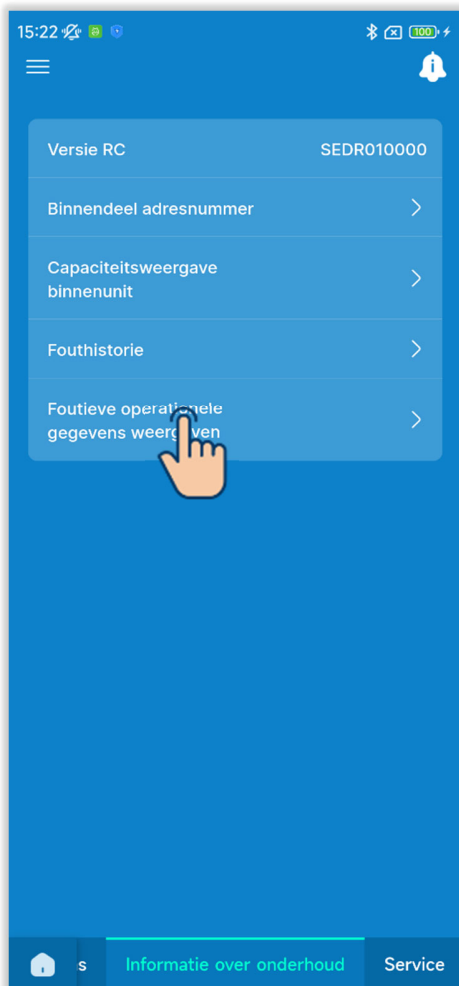 15:22
100
Versie RC SEDR010000
Binnendeel adresnummer
Capaciteitsweergave
binnenunit
Fouthistorie
Foutieve operationele
gegevens weergeven
s Informatie over onderhoud Service